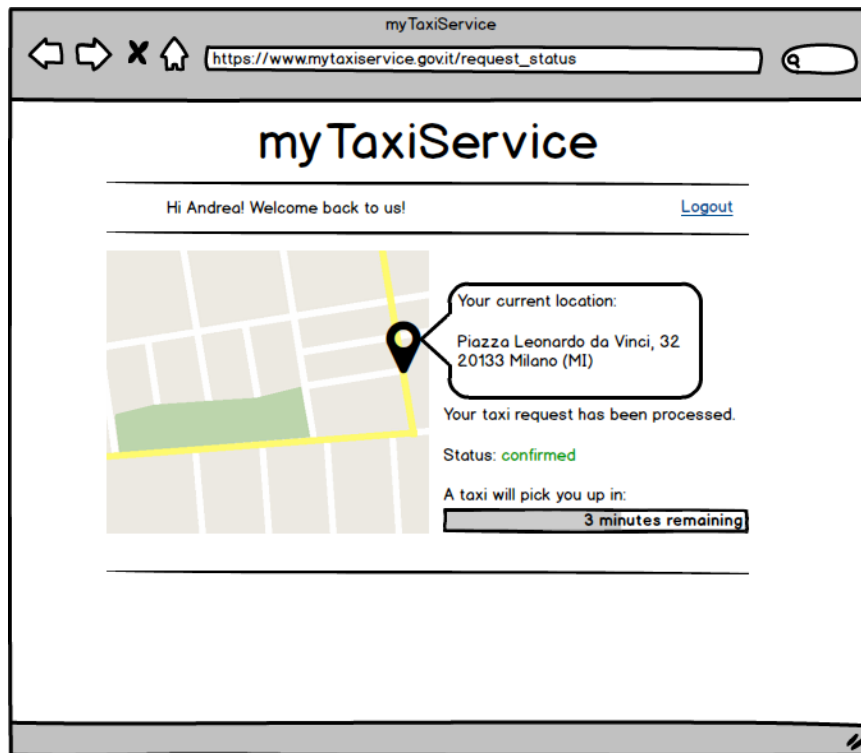 myTaxiService
https://www.mytaxiservice.gov.it/request_status
myTaxiService
Hi Andrea! Welcome back to us!
Logout
Your current location:
Piazza Leonardo da Vinci, 32
20133 Milano (MI)
Your taxi request has been processed.
Status: confirmed
A taxi will pick you up in:
3 minutes remaining